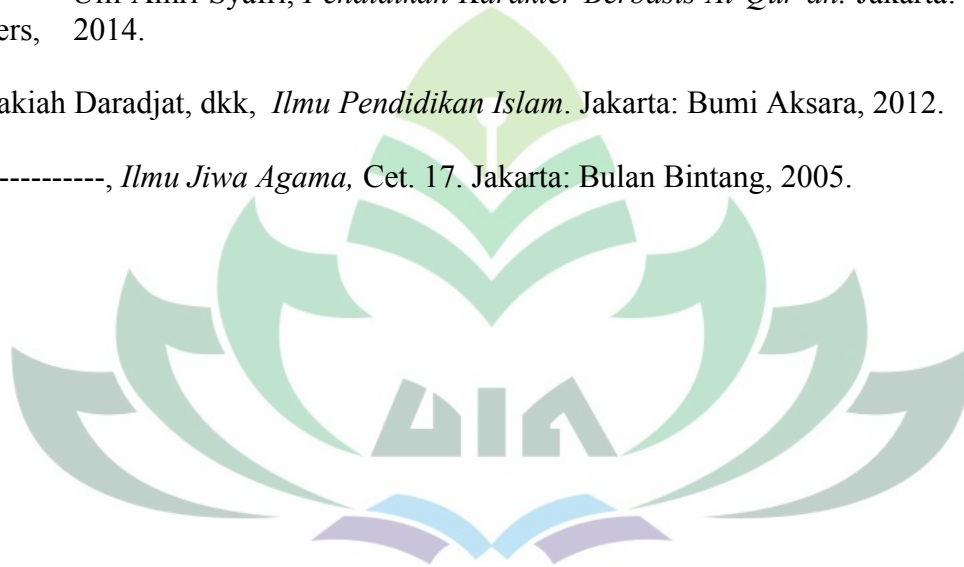 Ulil Amri Syafri, Pendidikan Karakter Berbasis Al-Qur'an. Jakarta:
ers, 2014.
akiah Daradjat, dkk, Ilmu Pendidikan Islam. Jakarta: Bumi Aksara, 2012.
-----------, Ilmu Jiwa Agama, Cet. 17. Jakarta: Bulan Bintang, 2005.
UIN